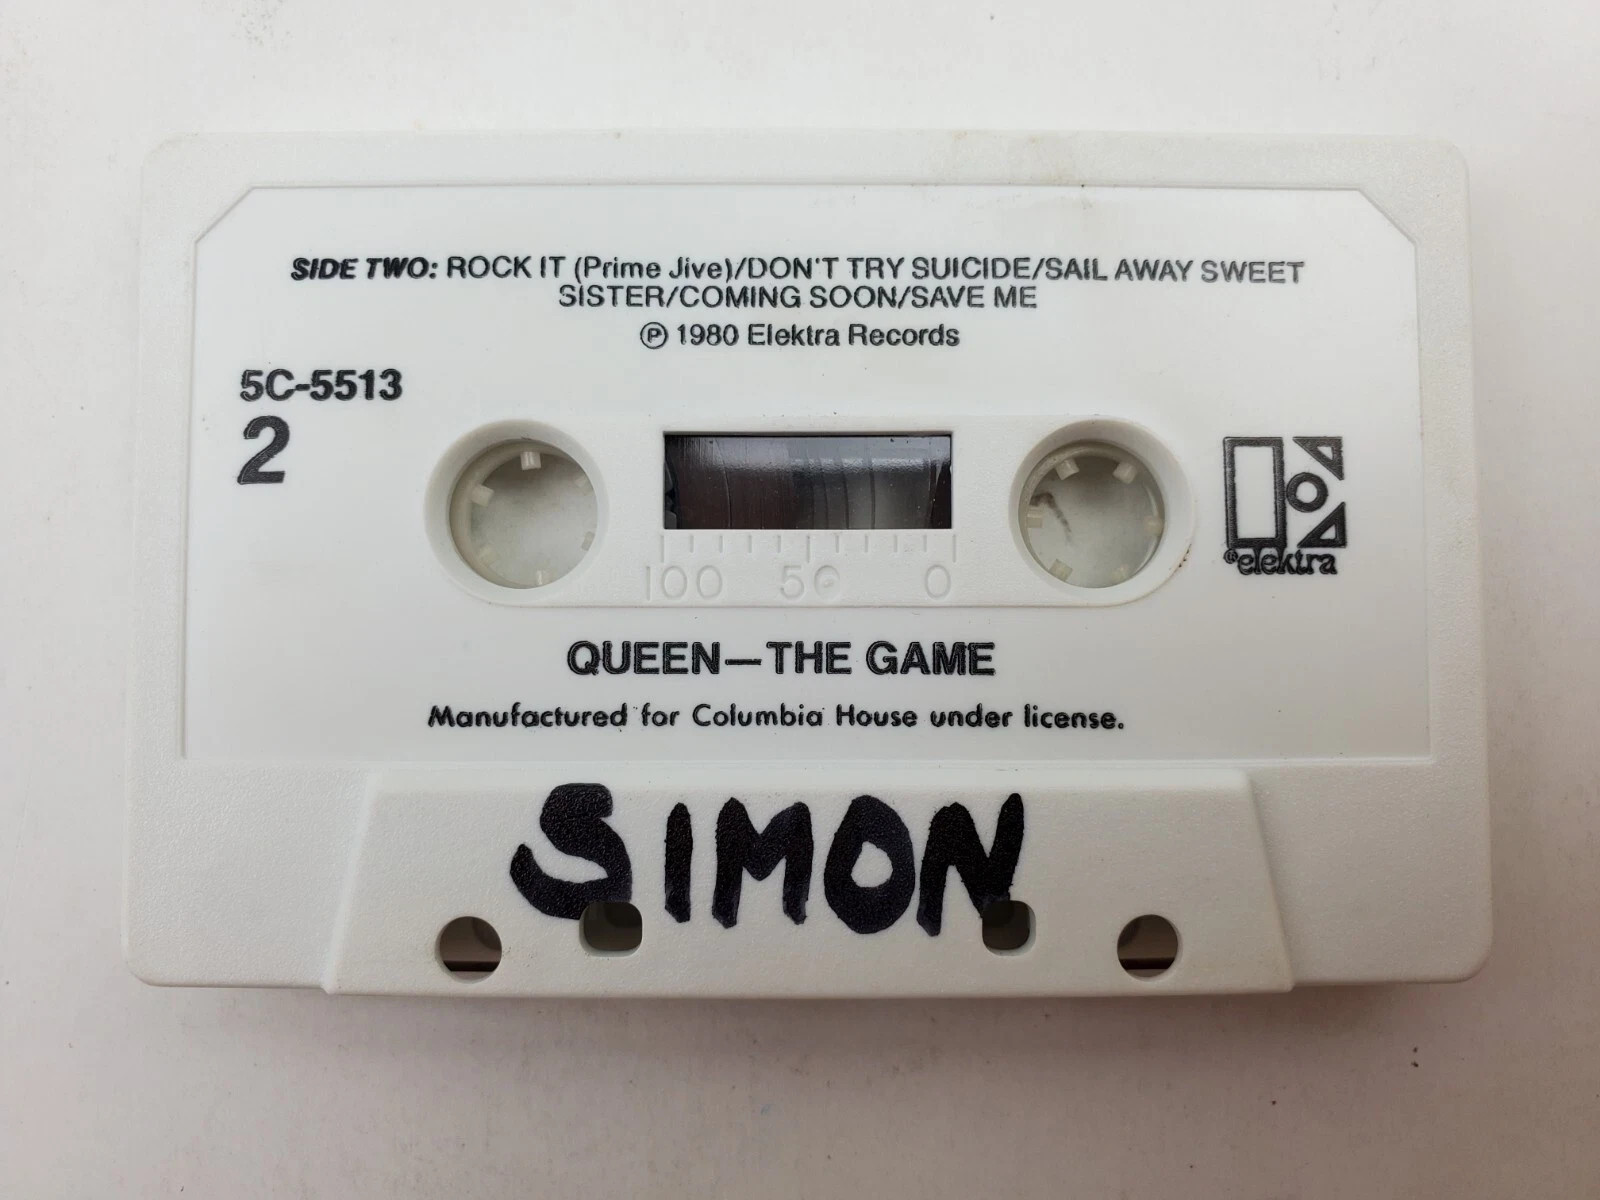 SIDE TWO: ROCK IT (Prime Jive)/DON'T TRY SUICIDE/SAIL AWAY SWEET
SISTER/COMING SOON/SAVE ME
Ⓟ 1980 Elektra Records
5C-5513
2
100 50 0
®elektra
QUEEN—THE GAME
Manufactured for Columbia House under license.
SIMON